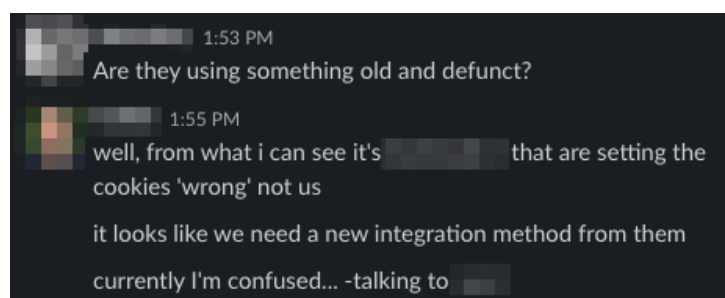 1:53 PM
Are they using something old and defunct?
1:55 PM
well, from what i can see it's that are setting the
cookies 'wrong' not us
it looks like we need a new integration method from them
currently I'm confused... -talking to